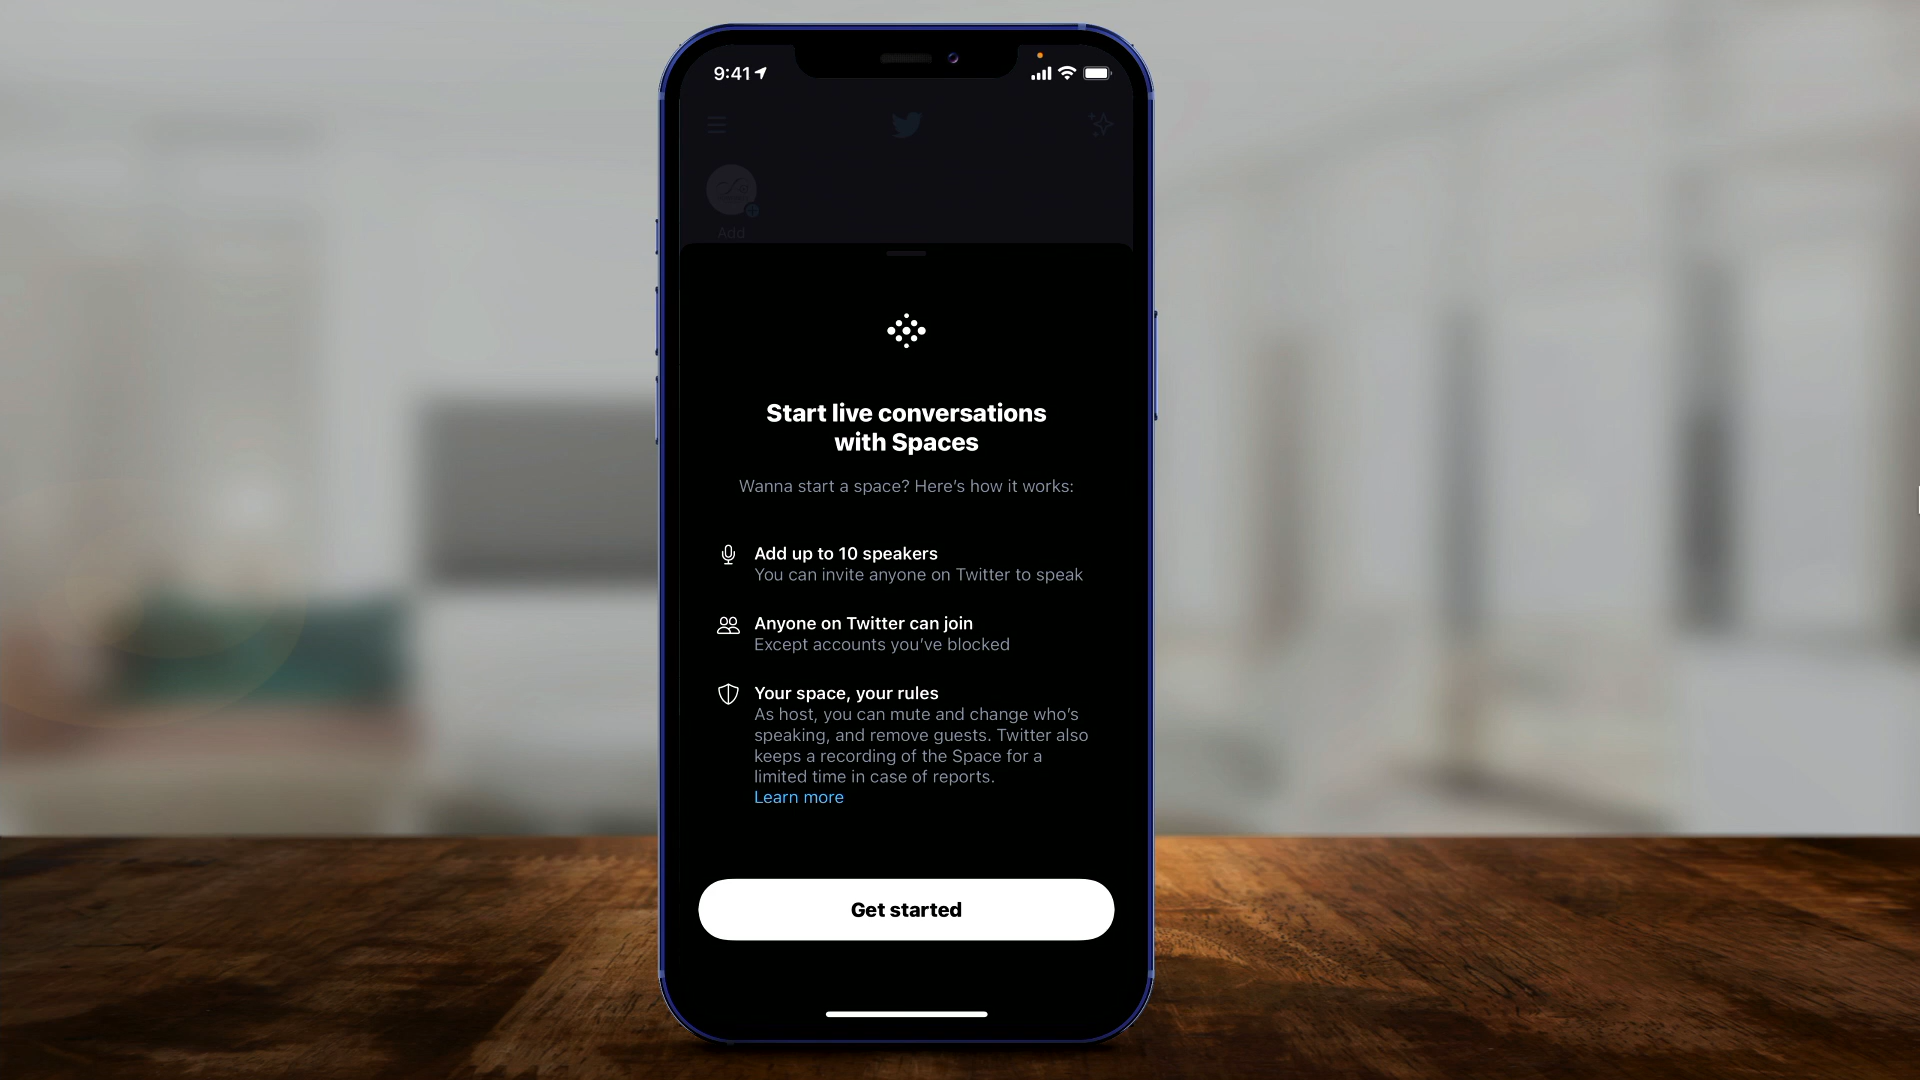 9:41
Add
Start live conversations
with Spaces
Wanna start a space? Here's how it works:
Add up to 10 speakers
You can invite anyone on Twitter to speak
Anyone on Twitter can join
Except accounts you've blocked
Your space, your rules
As host, you can mute and change who's
speaking, and remove guests. Twitter also
keeps a recording of the Space for a
limited time in case of reports.
Learn more
Get started